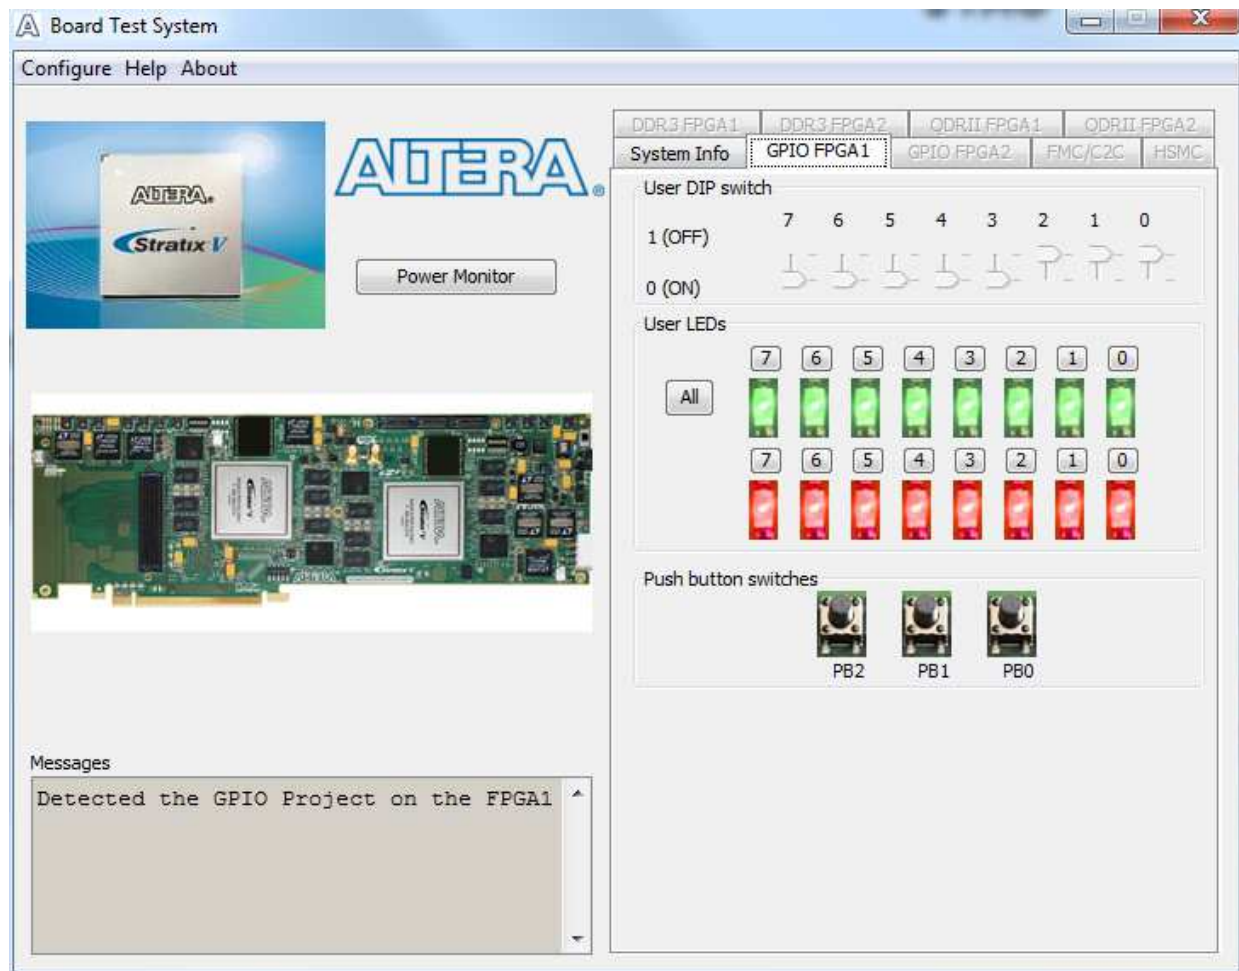 Board Test System
Configure Help About
ALTERA.
Stratix V
ALTERA®
Power Monitor
Messages
Detected the GPIO Project on the FPGA1
DDR3 FPGA1 DDR3 FPGA2 QDRII FPGA1 QDRII FPGA2
System Info GPIO FPGA1 GPIO FPGA2 FMC/C2C HSMC
User DIP switch
7 6 5 4 3 2 1 0
1 (OFF)
0 (ON)
User LEDs
7 6 5 4 3 2 1 0
All
7 6 5 4 3 2 1 0
Push button switches
PB2 PB1 PB0